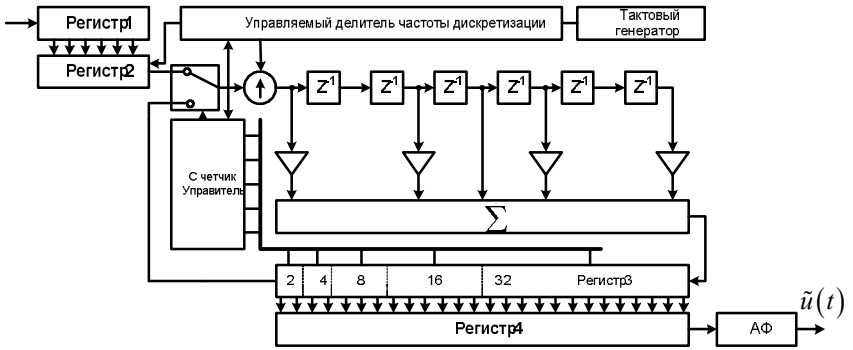 Регистр1
Управляемый делитель частоты дискретизации
Тактовый
генератор
Регистр2
Z-1
Z-1
Z-1
Z-1
Z-1
Z-1
С четчик
Управитель
Σ
2 4 8 16 32 Регистр3
Регистр4
АФ
ũ(t)